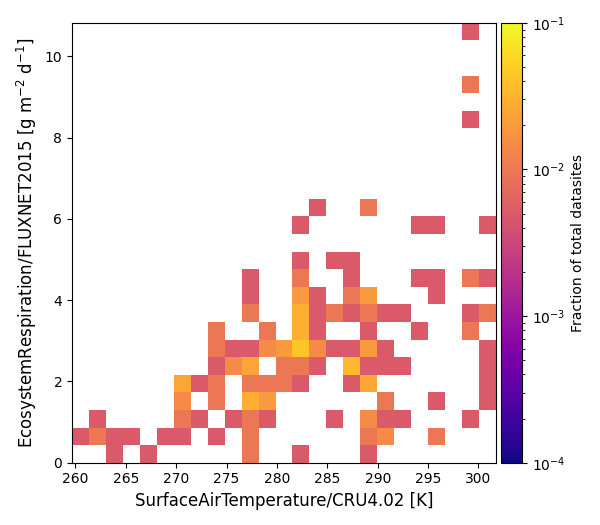 10
8
6
4
2
0
EcosystemRespiration/FLUXNET2015 [g m⁻² d⁻¹]
260 265 270 275 280 285 290 295 300
SurfaceAirTemperature/CRU4.02 [K]
10⁻¹
10⁻²
10⁻³
10⁻⁴
Fraction of total datasites